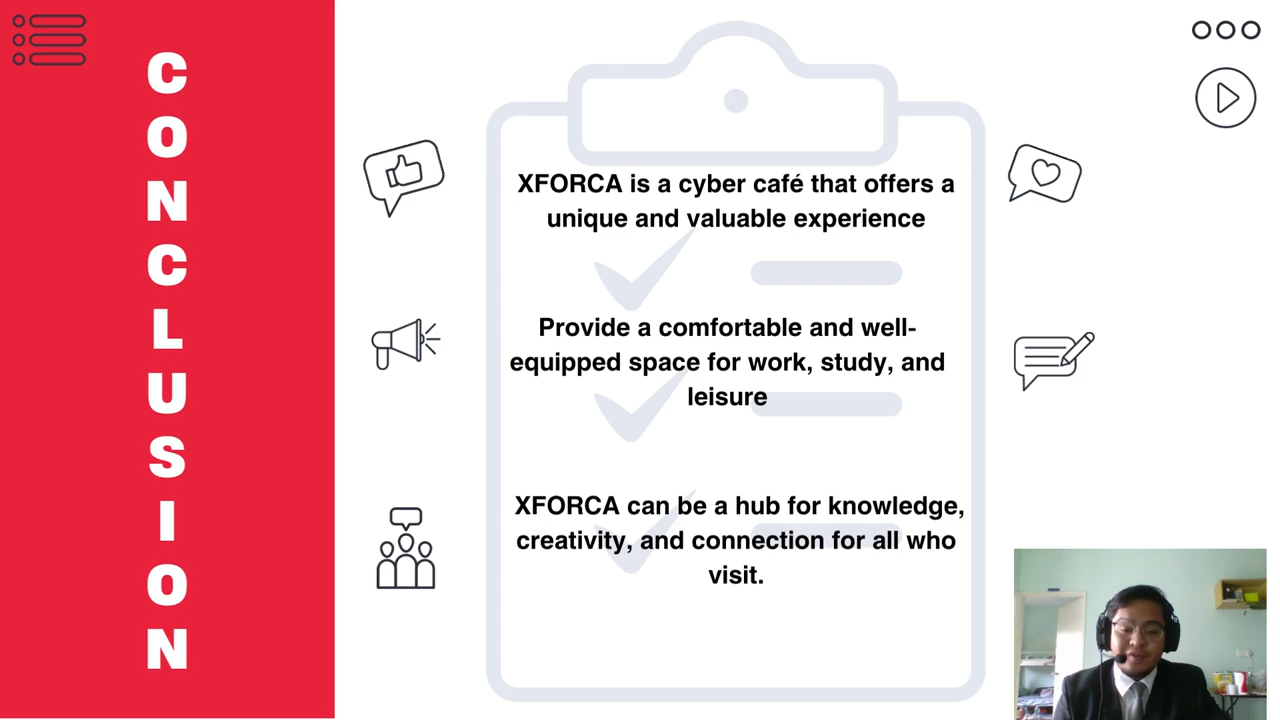 CONCLUSION
XFORCA is a cyber café that offers a
unique and valuable experience
Provide a comfortable and well-
equipped space for work, study, and
leisure
XFORCA can be a hub for knowledge,
creativity, and connection for all who
visit.